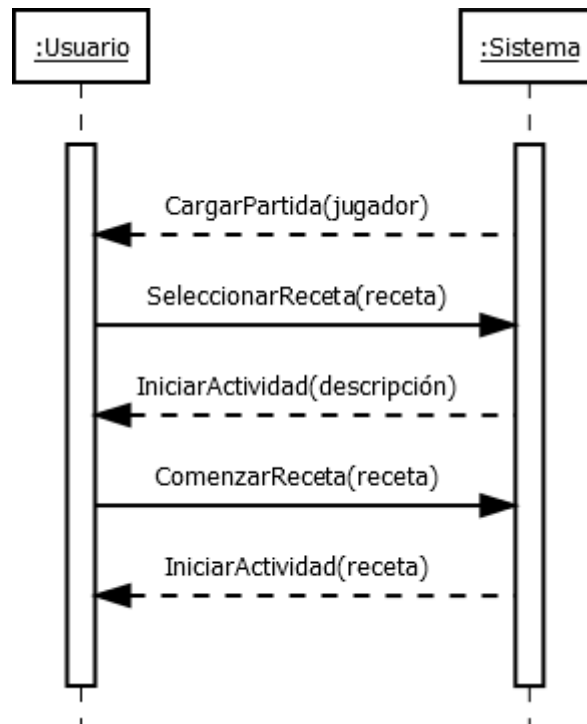 :Usuario
:Sistema
CargarPartida(jugador)
SeleccionarReceta(receta)
IniciarActividad(descripción)
ComenzarReceta(receta)
IniciarActividad(receta)